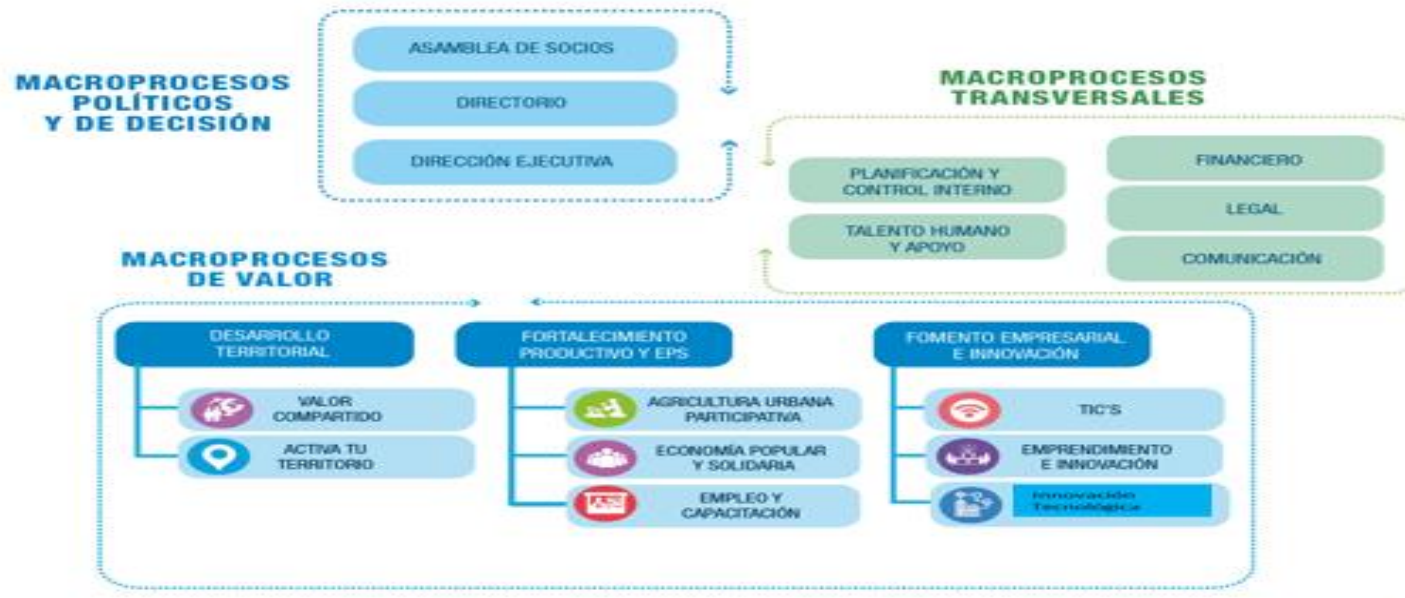 MACROPROCESOS
POLÍTICOS
Y DE DECISIÓN
ASAMBLEA DE SOCIOS
DIRECTORIO
DIRECCIÓN EJECUTIVA
MACROPROCESOS
TRANSVERSALES
PLANIFICACIÓN Y
CONTROL INTERNO
TALENTO HUMANO
Y APOYO
FINANCIERO
LEGAL
COMUNICACIÓN
MACROPROCESOS
DE VALOR
DESARROLLO
TERRITORIAL
VALOR
COMPARTIDO
ACTIVA TU
TERRITORIO
FORTALECIMIENTO
PRODUCTIVO Y EPS
AGRICULTURA URBANA
PARTICIPATIVA
ECONOMÍA POPULAR
Y SOLIDARIA
EMPLEO Y
CAPACITACIÓN
FOMENTO EMPRESARIAL
E INNOVACIÓN
TIC'S
EMPRENDIMIENTO
E INNOVACIÓN
Innovación
Tecnológica